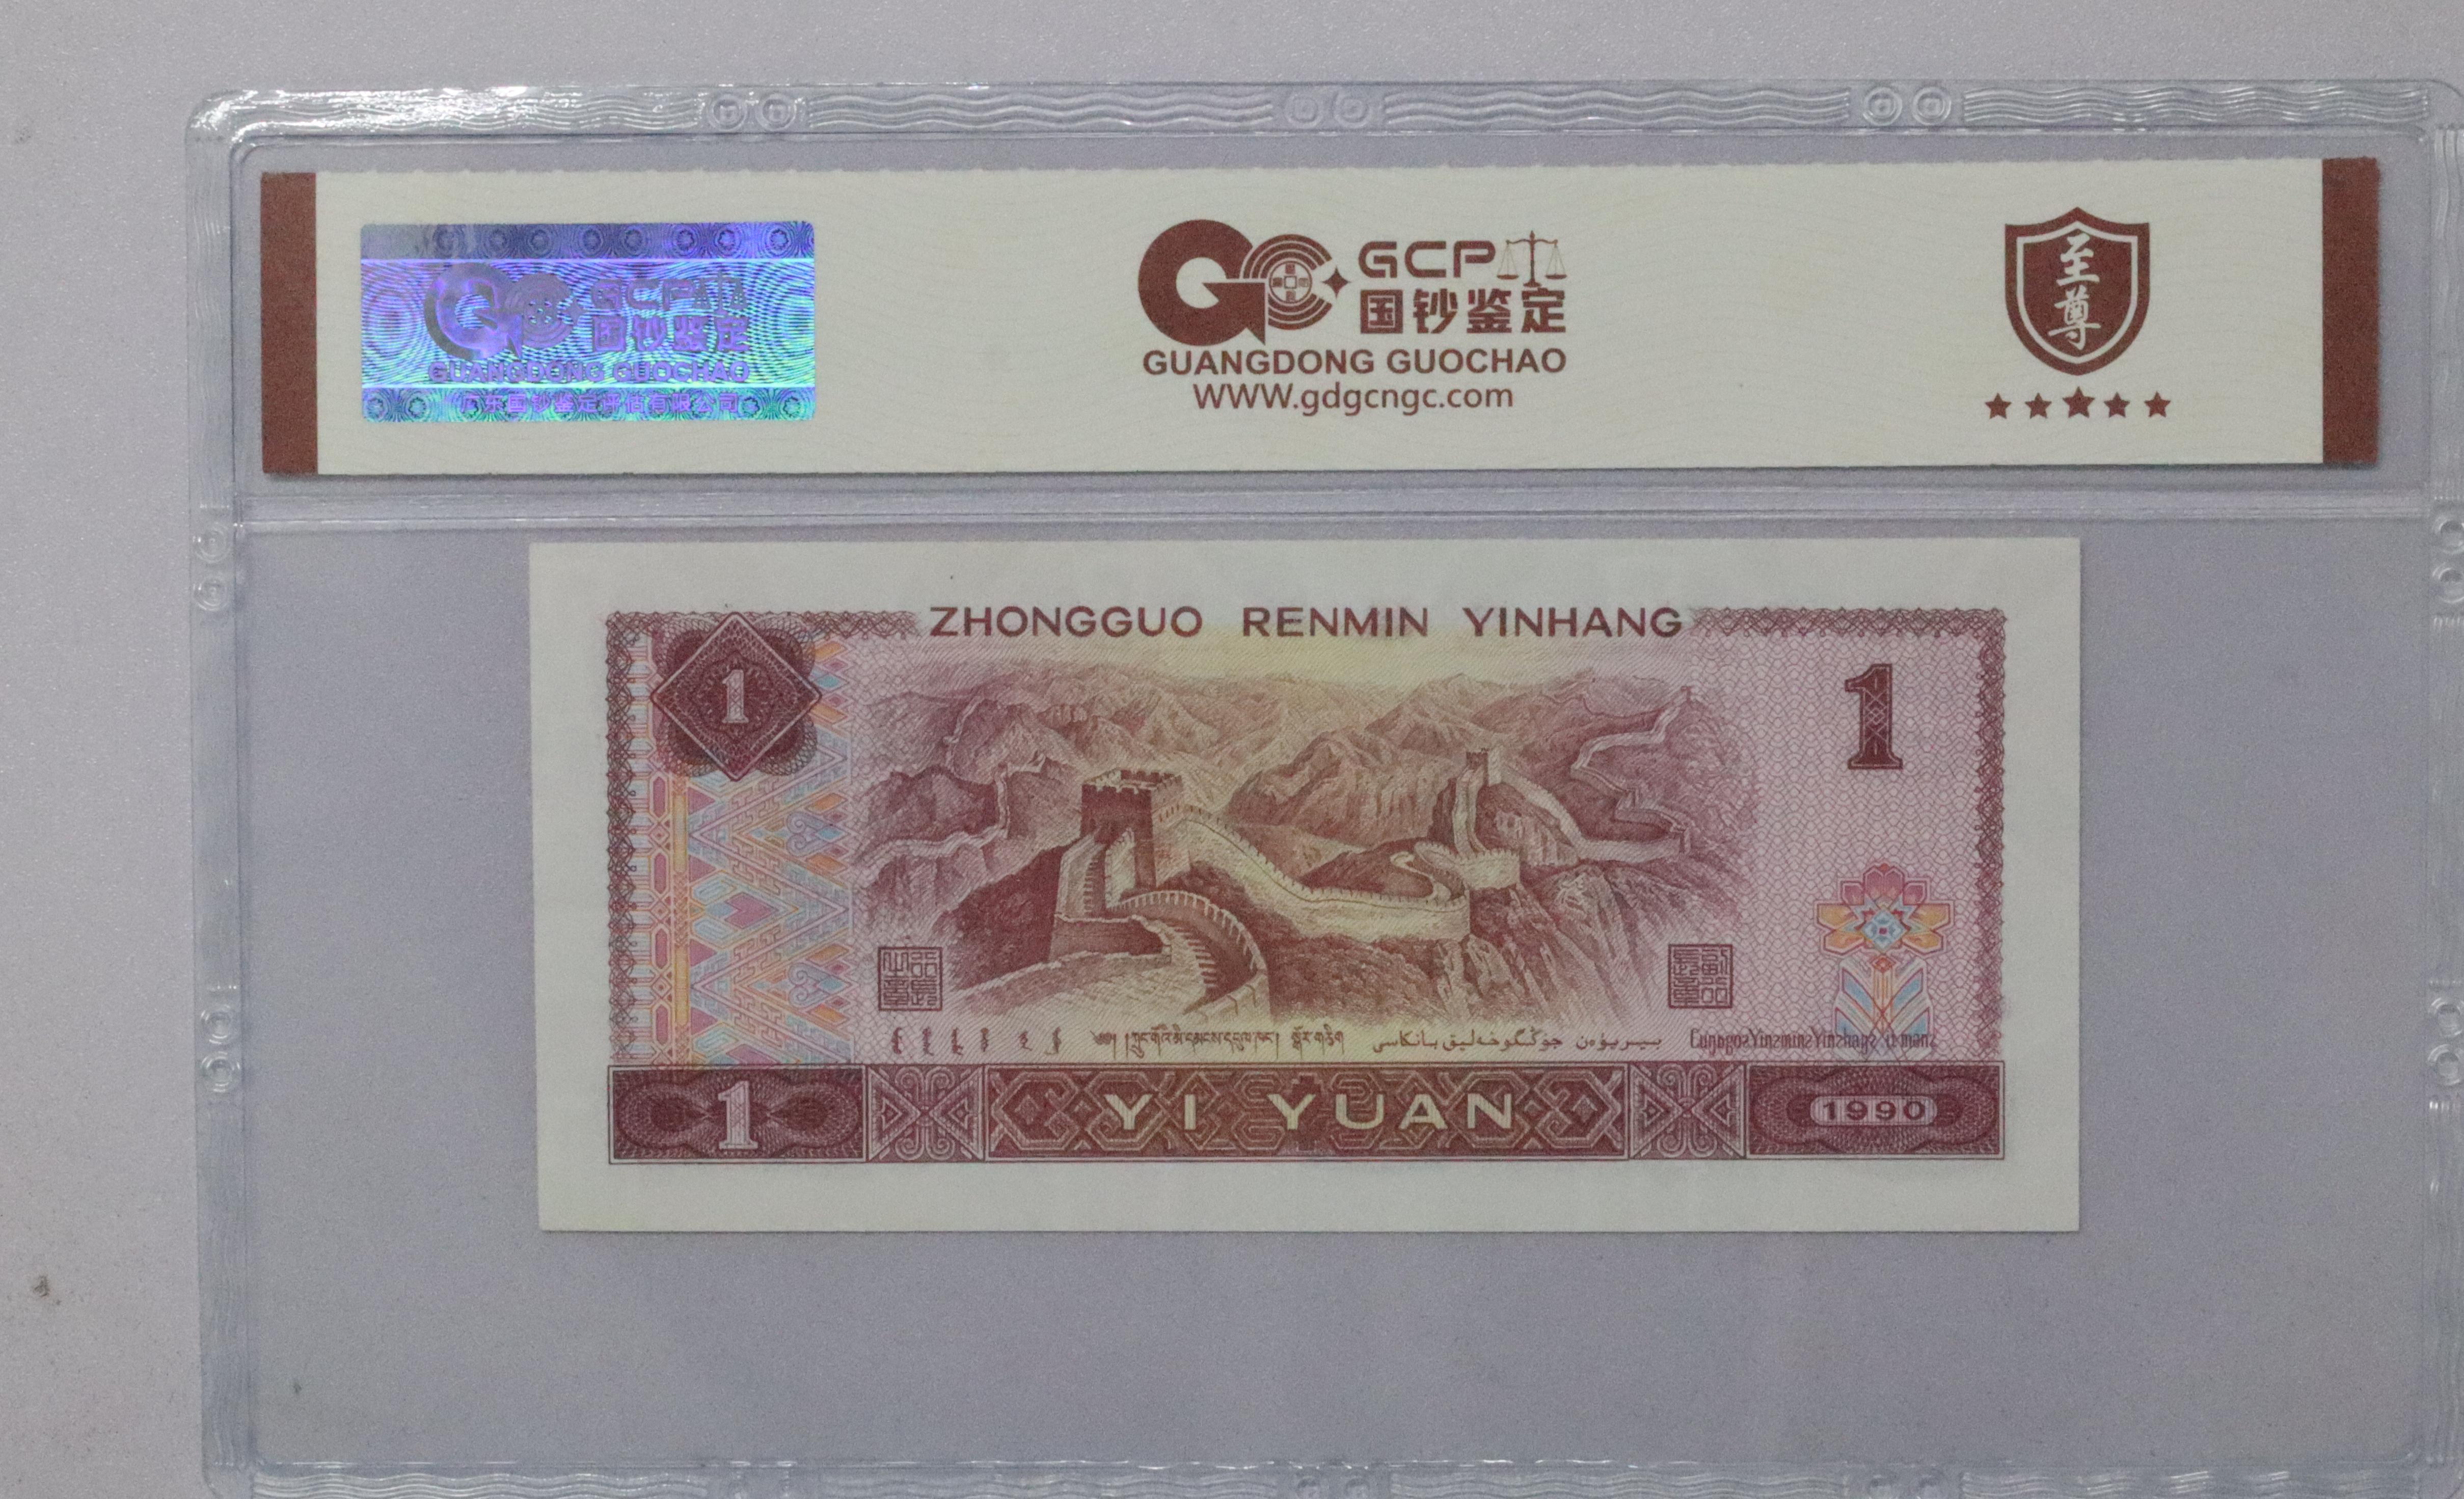 GCP
国钞鉴定
GUANGDONG GUOCHAO
广东国钞鉴定评估有限公司
GCP
国钞鉴定
GUANGDONG GUOCHAO
WWW.gdgcngc.com
至尊
ZHONGGUO RENMIN YINHANG
1
1
1
YI YUAN
1990